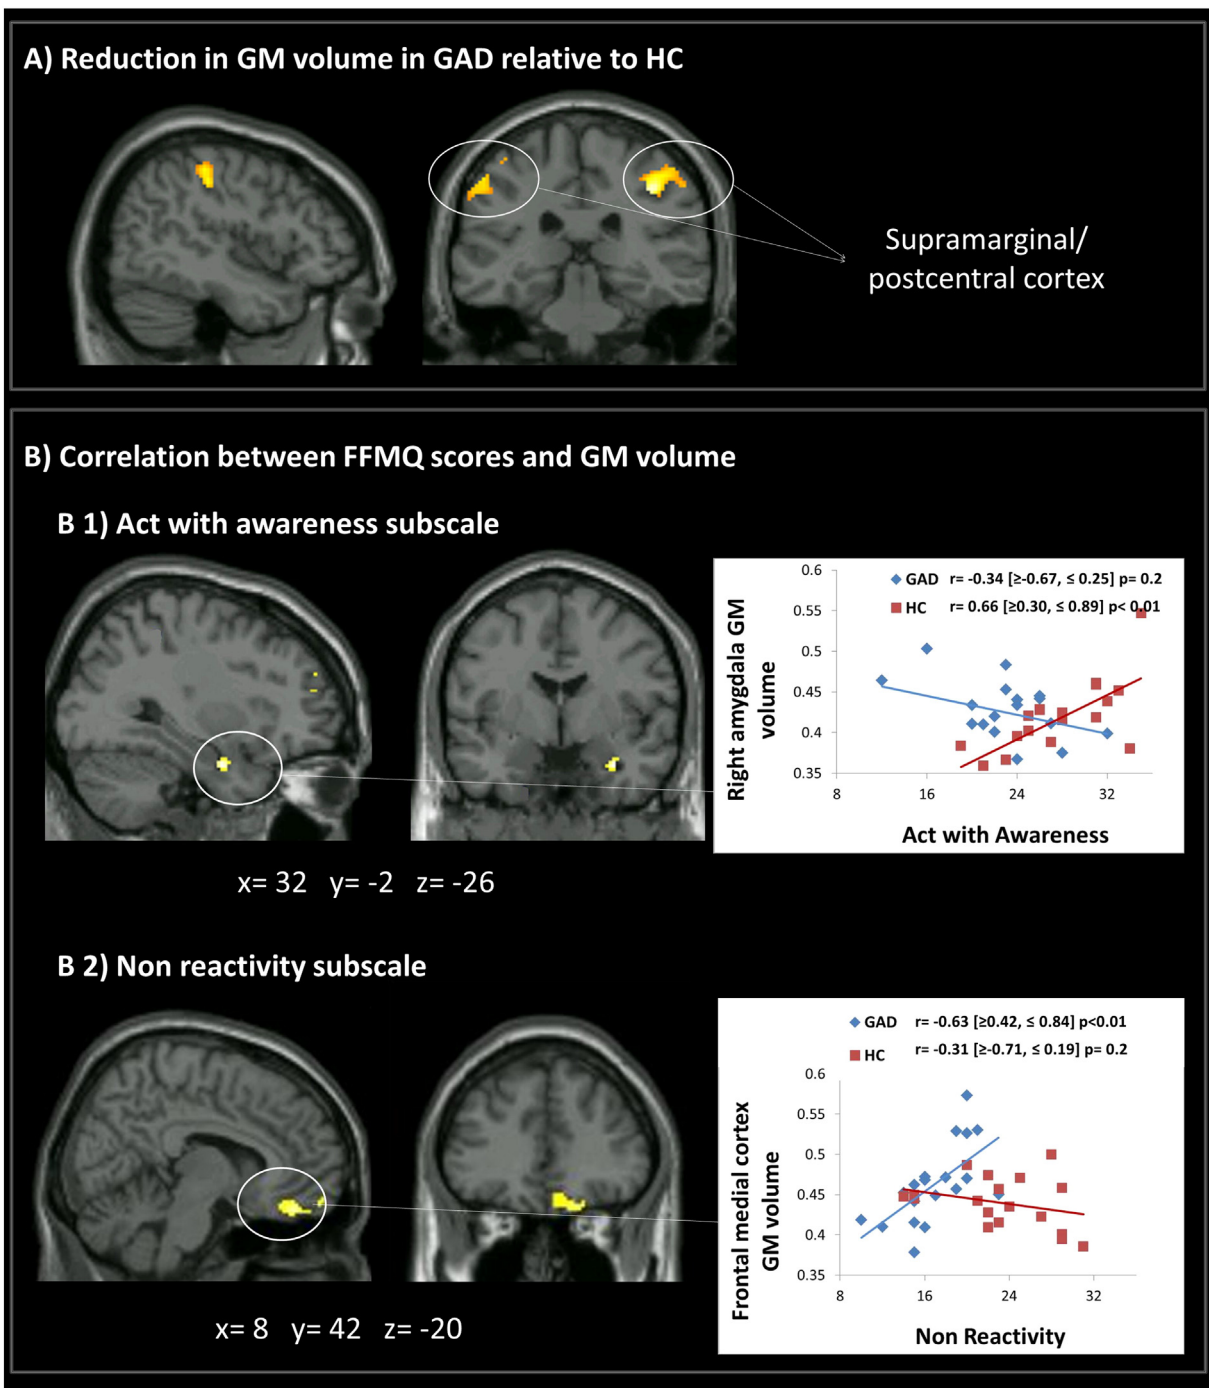 A) Reduction in GM volume in GAD relative to HC
Supramarginal/
postcentral cortex
B) Correlation between FFMQ scores and GM volume
B 1) Act with awareness subscale
GAD r= -0.34 [≥-0.67, ≤ 0.25] p= 0.2
HC r= 0.66 [≥0.30, ≤ 0.89] p< 0.01
Right amygdala GM
volume
0.6
0.55
0.5
0.45
0.4
0.35
8 16 24 32
Act with Awareness
x= 32 y= -2 z= -26
B 2) Non reactivity subscale
GAD r= -0.63 [≥0.42, ≤ 0.84] p<0.01
HC r= -0.31 [≥-0.71, ≤ 0.19] p= 0.2
Frontal medial cortex
GM volume
0.6
0.55
0.5
0.45
0.4
0.35
8 16 24 32
Non Reactivity
x= 8 y= 42 z= -20